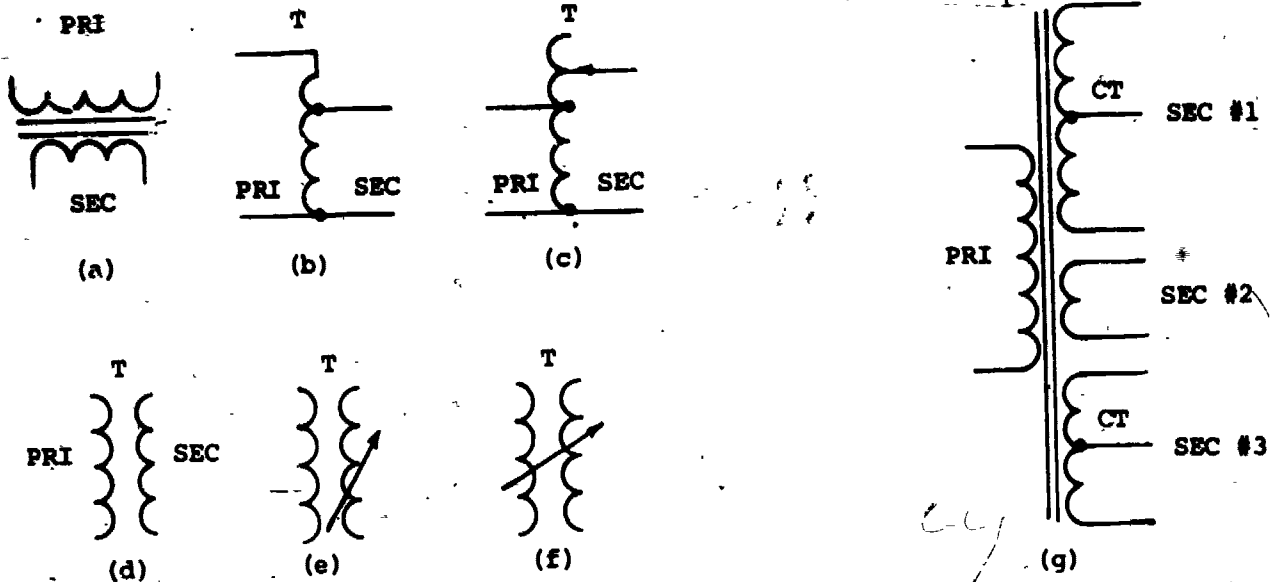 PRI
SEC
(a)
T
PRI
SEC
(b)
T
PRI
SEC
(c)
T
PRI
SEC
(d)
T
(e)
T
(f)
CT
SEC #1
PRI
SEC #2
CT
SEC #3
(g)